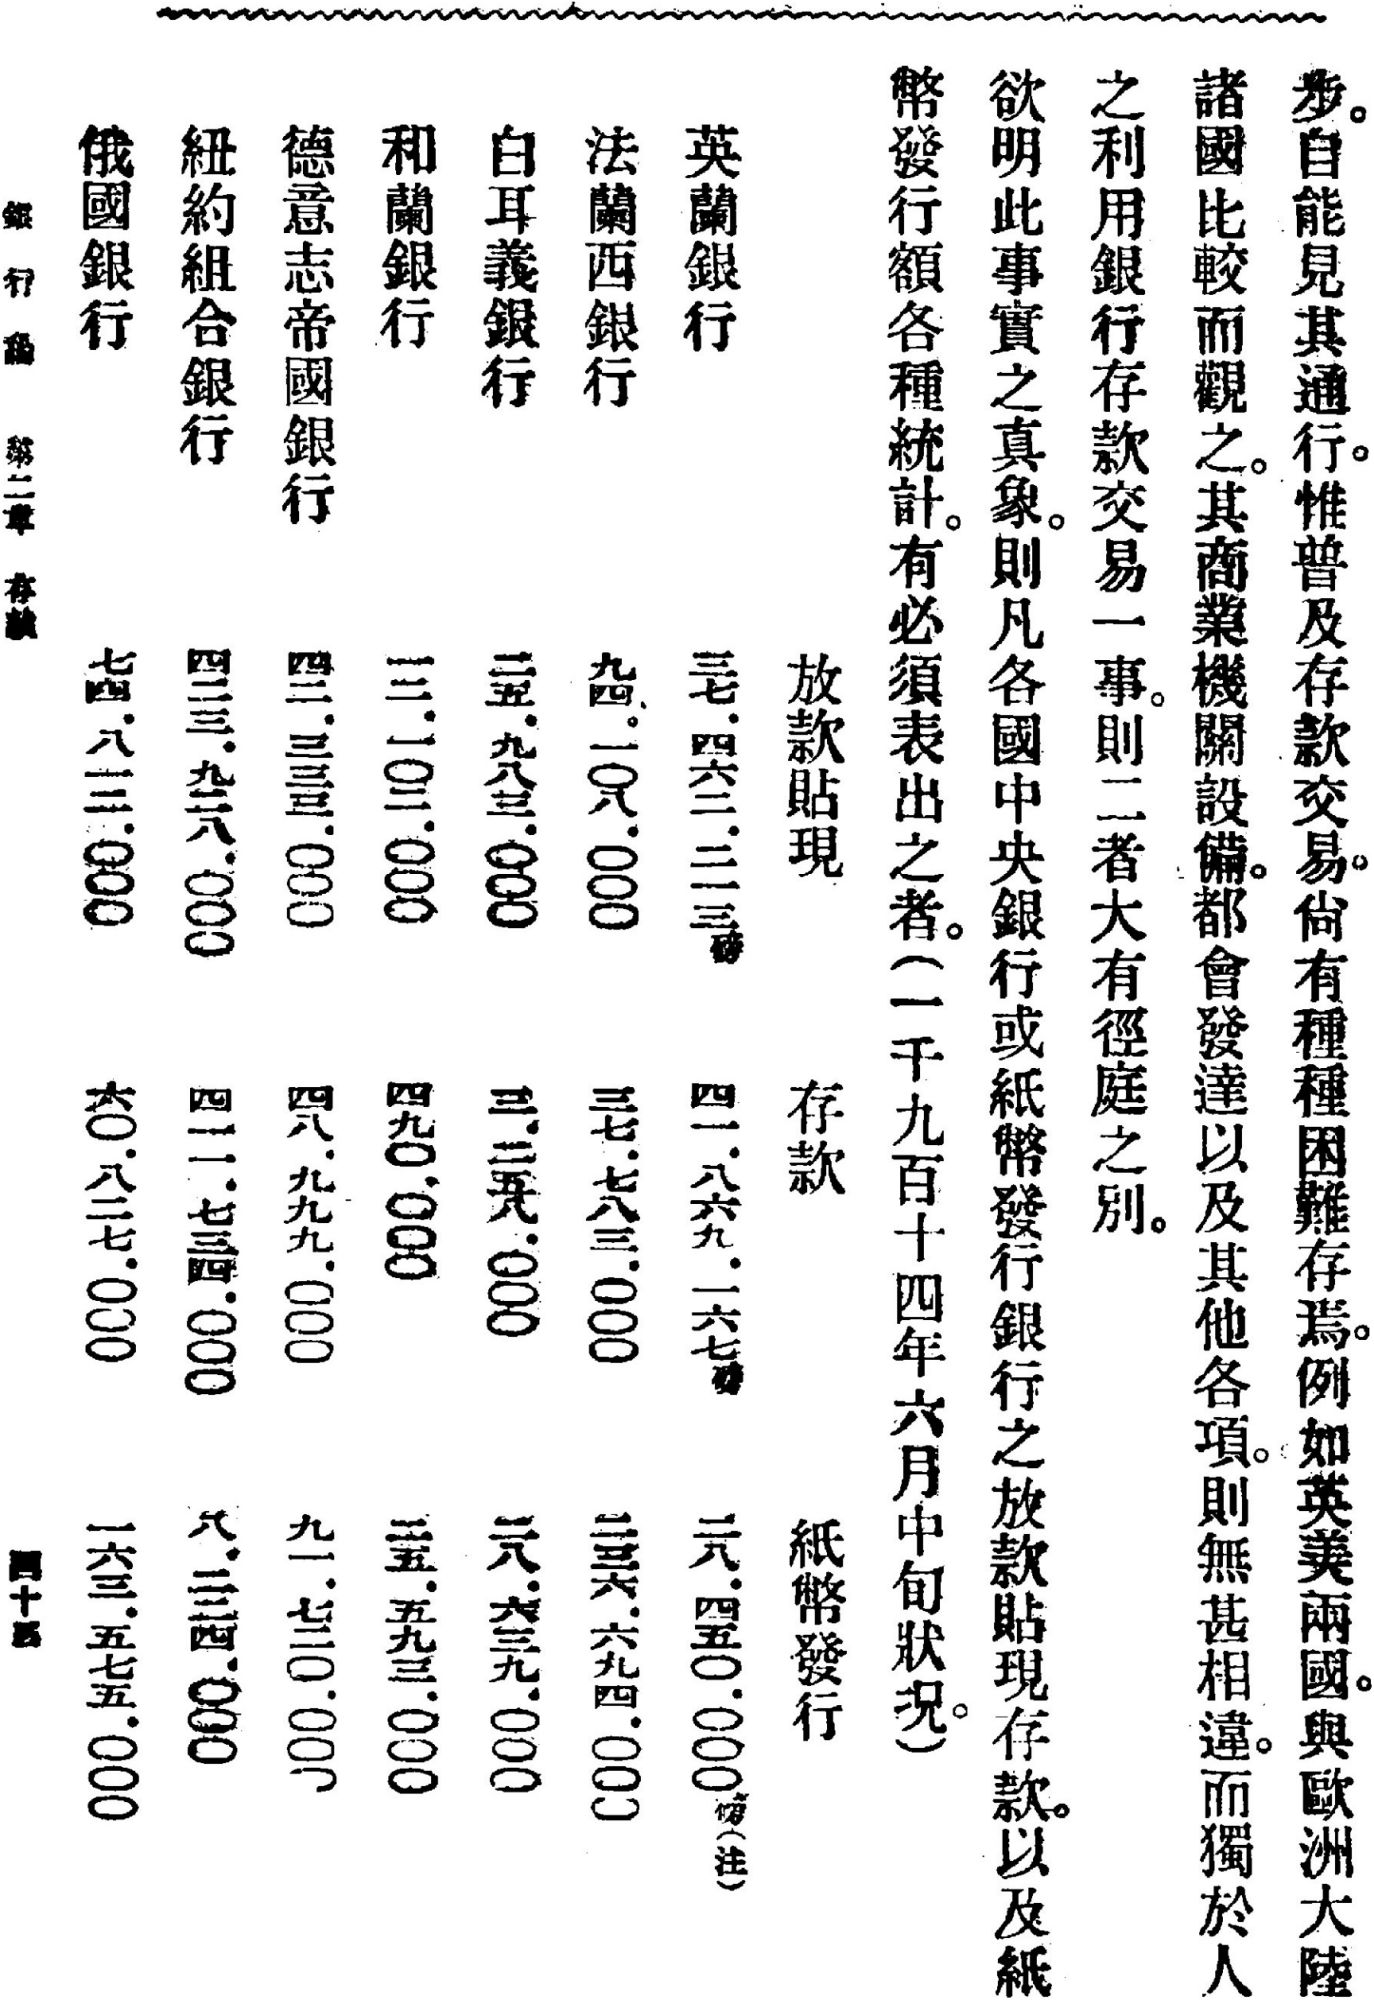 步。自能見其通行。惟普及存款交易。尙有種種困難存焉。例如英美兩國。與歐洲大陸
諸國比較而觀之。其商業機關設備。都會發達以及其他各項。則無甚相違。而獨於人
之利用銀行存款交易一事。則二者大有徑庭之別。
欲明此事實之真象。則凡各國中央銀行或紙幣發行銀行之放款貼現存款。以及紙
幣發行額各種統計。有必須表出之者。(一千九百十四年六月中旬狀況。)
放款貼現 存款 紙幣發行
英蘭銀行 三七.四六二.二一三磅 四一.八六九.一六七磅 二八.四五〇.〇〇〇磅(注)
法蘭西銀行 九四.一〇八.〇〇〇 三七.七八三.〇〇〇 二三六.六九四.〇〇〇
白耳義銀行 二五.九八三.〇〇〇 三.二五八.〇〇〇 二八.六三九.〇〇〇
和蘭銀行 一二.一〇二.〇〇〇 四九〇.〇〇〇 二五.五九三.〇〇〇
德意志帝國銀行 四二.三三三.〇〇〇 四八.九九九.〇〇〇 九一.七二〇.〇〇〇
紐約組合銀行 四二三.九二八.〇〇〇 四一一.七三四.〇〇〇 八.二二四.〇〇〇
俄國銀行 七四.八一二.〇〇〇 六〇.八二七.〇〇〇 一六三.五七五.〇〇〇
銀行論 第二章 存款 四十五